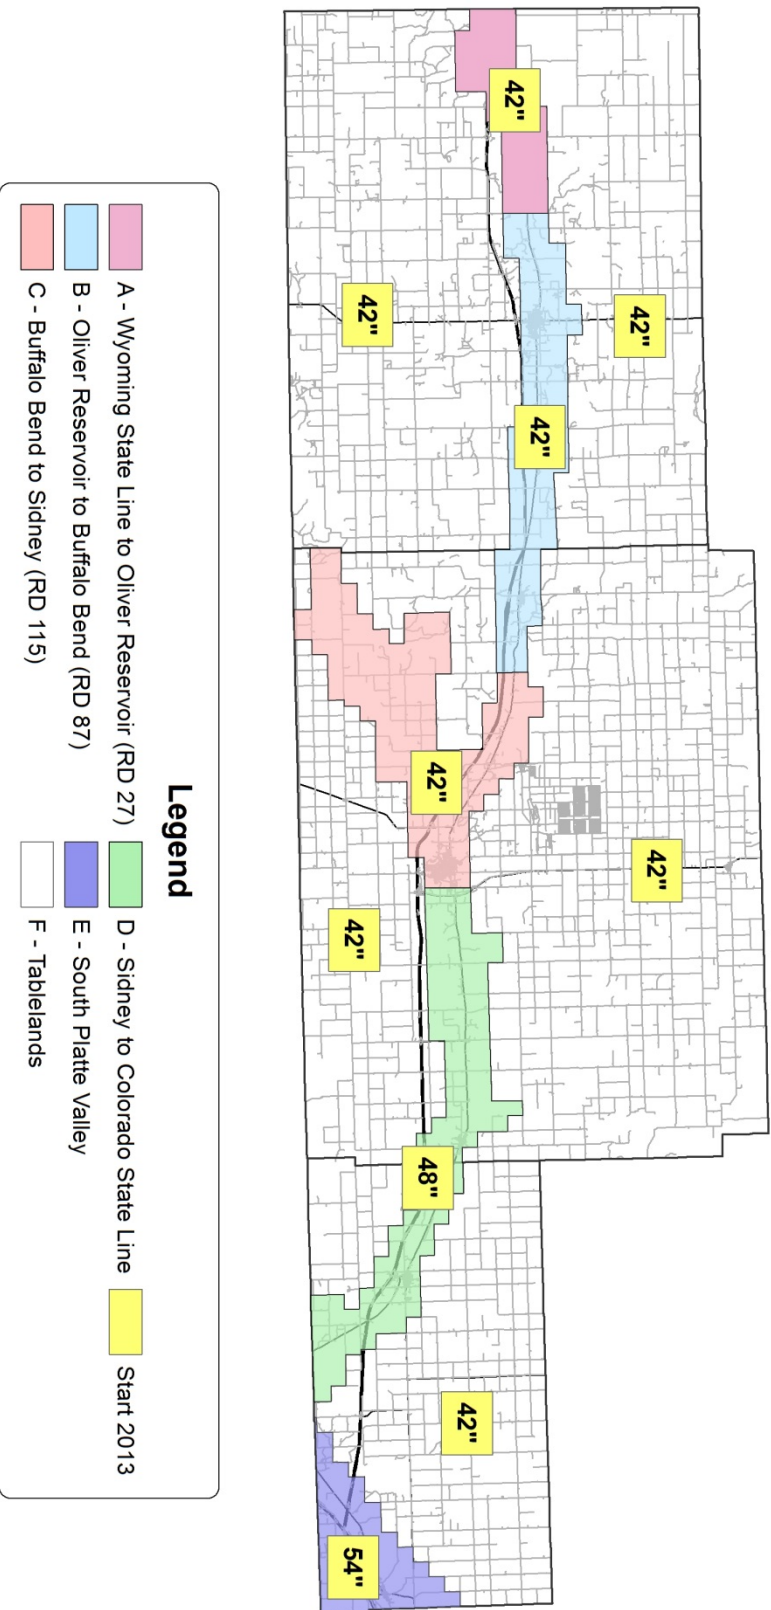 42"
42"
42"
42"
42"
42"
42"
48"
42"
54"
Legend
A - Wyoming State Line to Oliver Reservoir (RD 27)
B - Oliver Reservoir to Buffalo Bend (RD 87)
C - Buffalo Bend to Sidney (RD 115)
D - Sidney to Colorado State Line
E - South Platte Valley
F - Tablelands
Start 2013